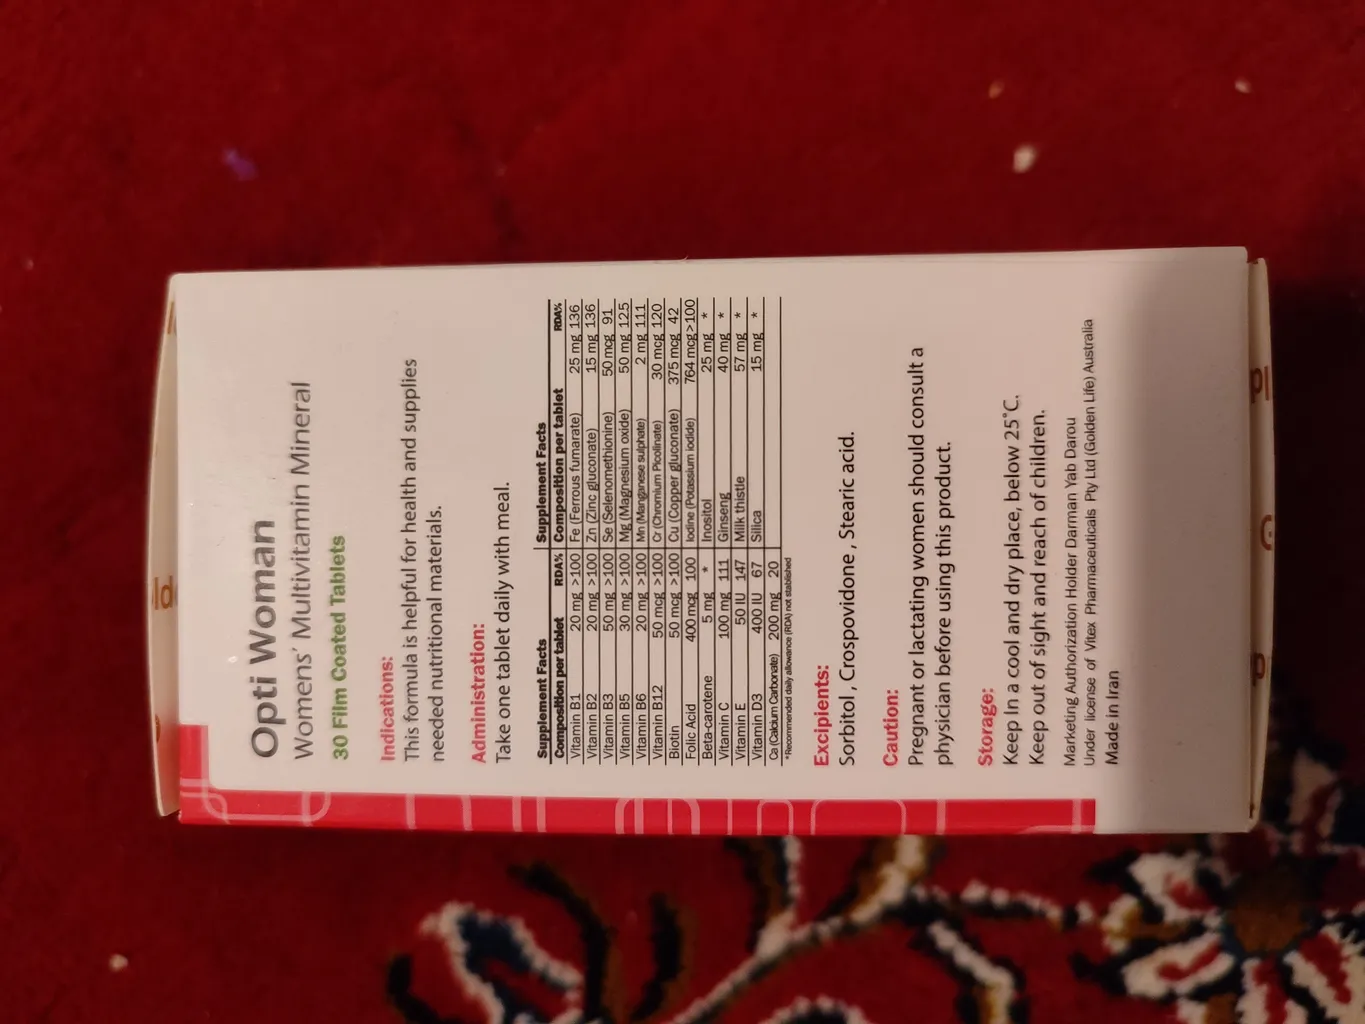 Opti Woman
Womens' Multivitamin Mineral
30 Film Coated Tablets
Indications:
This formula is helpful for health and supplies
needed nutritional materials.
Administration:
Take one tablet daily with meal.
Supplement Facts
Composition per tablet RDA%
Vitamin B1 20 mg >100
Vitamin B2 20 mg >100
Vitamin B3 50 mg >100
Vitamin B5 30 mg >100
Vitamin B6 20 mg >100
Vitamin B12 50 mcg >100
Biotin 50 mcg >100
Folic Acid 400 mcg 100
Beta-carotene 5 mg *
Vitamin C 100 mg 111
Vitamin E 50 IU 147
Vitamin D3 400 IU 67
Ca (Calcium Carbonate) 200 mg 20
Supplement Facts
Composition per tablet RDA%
Fe (Ferrous fumarate) 25 mg 136
Zn (Zinc gluconate) 15 mg 136
Se (Selenomethionine) 50 mcg 91
Mg (Magnesium oxide) 50 mg 12.5
Mn (Manganese sulphate) 2 mg 111
Cr (Chromium Picolinate) 30 mcg 120
Cu (Copper gluconate) 375 mcg 42
Iodine (Potassium iodide) 764 mcg >100
Inositol 25 mg *
Ginseng 40 mg *
Milk thistle 57 mg *
Silica 15 mg *
*Recommended daily allowance (RDA) not stablished
Excipients:
Sorbitol , Crospovidone , Stearic acid.
Caution:
Pregnant or lactating women should consult a
physician before using this product.
Storage:
Keep In a cool and dry place, below 25°C.
Keep out of sight and reach of children.
Marketing Authorization Holder Darman Yab Darou
Under license of Vitex Pharmaceuticals Pty Ltd (Golden Life) Australia
Made in Iran